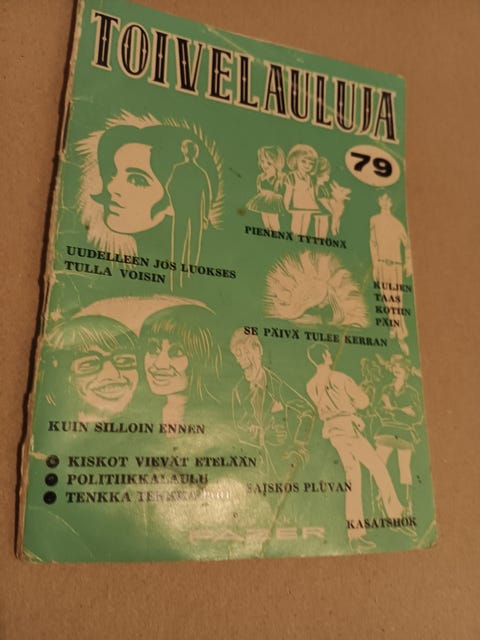 TOIVELAULUJA
79
PIENENÄ TYTTÖNÄ
UUDELLEEN JOS LUOKSES
TULLA VOISIN
KULJEN
TAAS
KOTIIN
PÄIN
SE PÄIVÄ TULEE KERRAN
KUIN SILLOIN ENNEN
KISKOT VIEVÄT ETELÄÄN
POLITIIKKALAULU
TENKKA
SAISKOS PLUVAN
KASATSHOK
FAZER